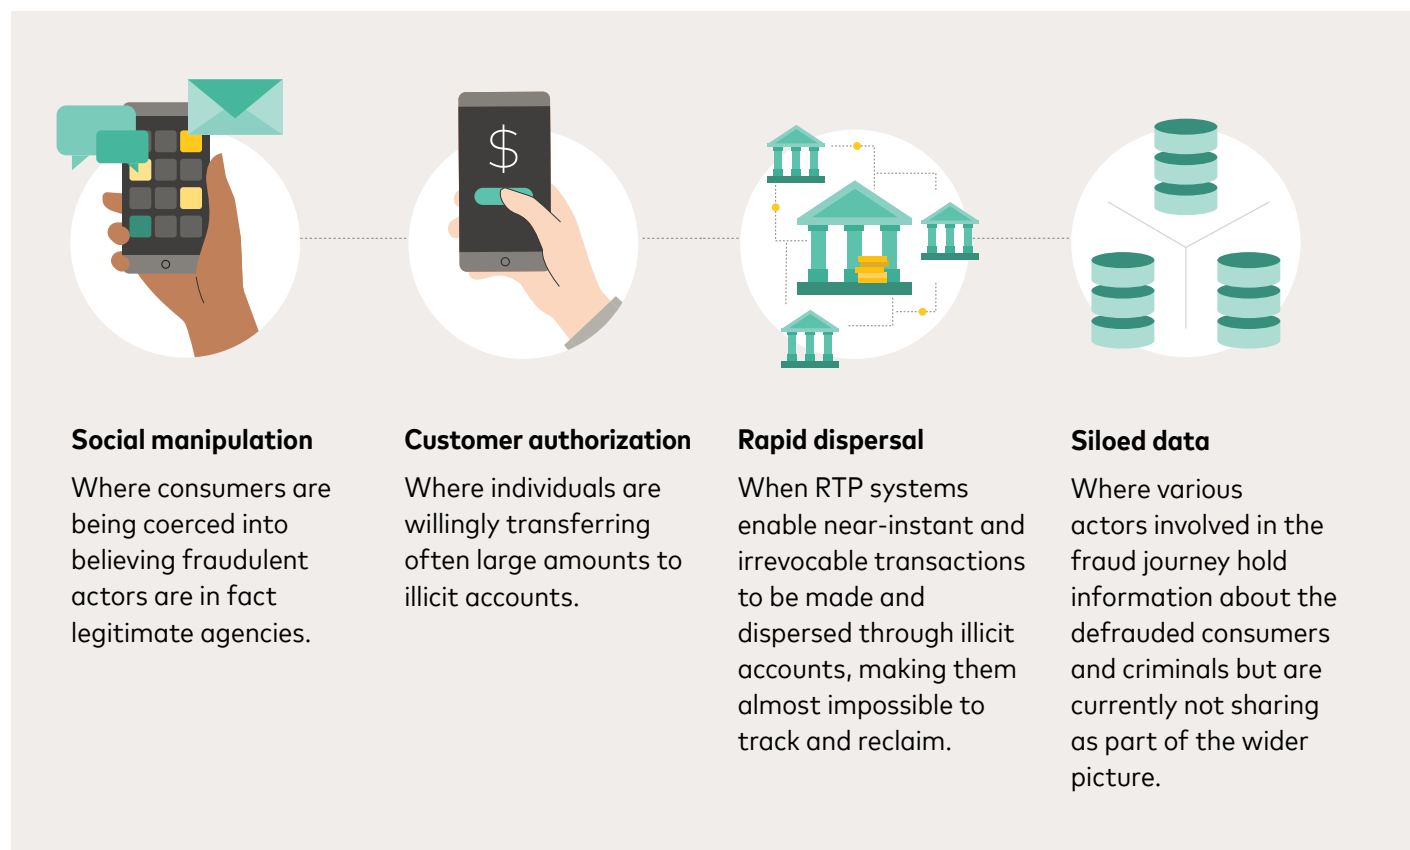 $
Social manipulation
Where consumers are
being coerced into
believing fraudulent
actors are in fact
legitimate agencies.
Customer authorization
Where individuals are
willingly transferring
often large amounts to
illicit accounts.
Rapid dispersal
When RTP systems
enable near-instant and
irrevocable transactions
to be made and
dispersed through illicit
accounts, making them
almost impossible to
track and reclaim.
Siloed data
Where various
actors involved in the
fraud journey hold
information about the
defrauded consumers
and criminals but are
currently not sharing
as part of the wider
picture.